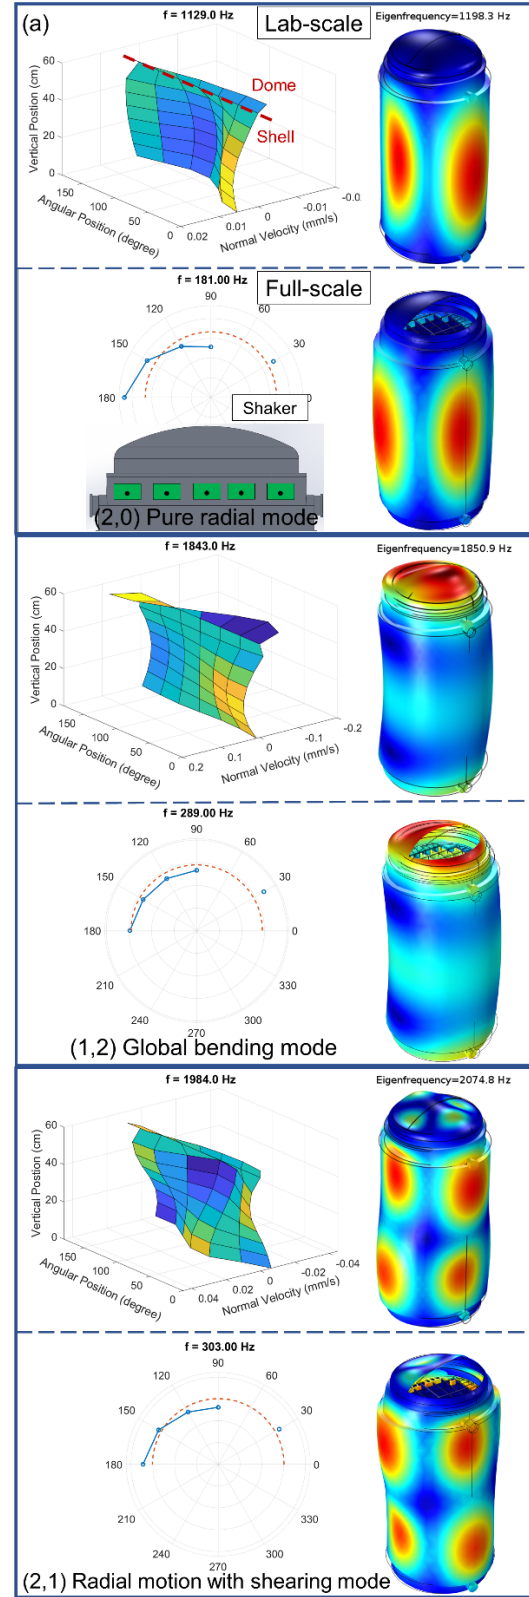 (a)
f = 1129.0 Hz
Lab-scale
Eigenfrequency=1198.3 Hz
Dome
Shell
Vertical Postion (cm)
60
40
20
0
150
100
50
0
Angular Position (degree)
0.02
0.01
0
-0.01
-0.0
Normal Velocity (mm/s)
f = 181.00 Hz
Full-scale
90
120
60
150
30
180
0
Shaker
(2,0) Pure radial mode
f = 1843.0 Hz
Eigenfrequency=1850.9 Hz
Vertical Postion (cm)
60
40
20
0
150
100
50
0
Angular Position (degree)
0.2
0.1
0
-0.1
-0.2
Normal Velocity (mm/s)
f = 289.00 Hz
90
120
60
150
30
180
0
210
330
240
300
270
(1,2) Global bending mode
f = 1984.0 Hz
Eigenfrequency=2074.8 Hz
Vertical Postion (cm)
60
40
20
0
150
100
50
0
Angular Position (degree)
0.04
0.02
0
-0.02
-0.04
Normal Velocity (mm/s)
f = 303.00 Hz
90
120
60
150
30
180
0
210
330
240
300
270
(2,1) Radial motion with shearing mode